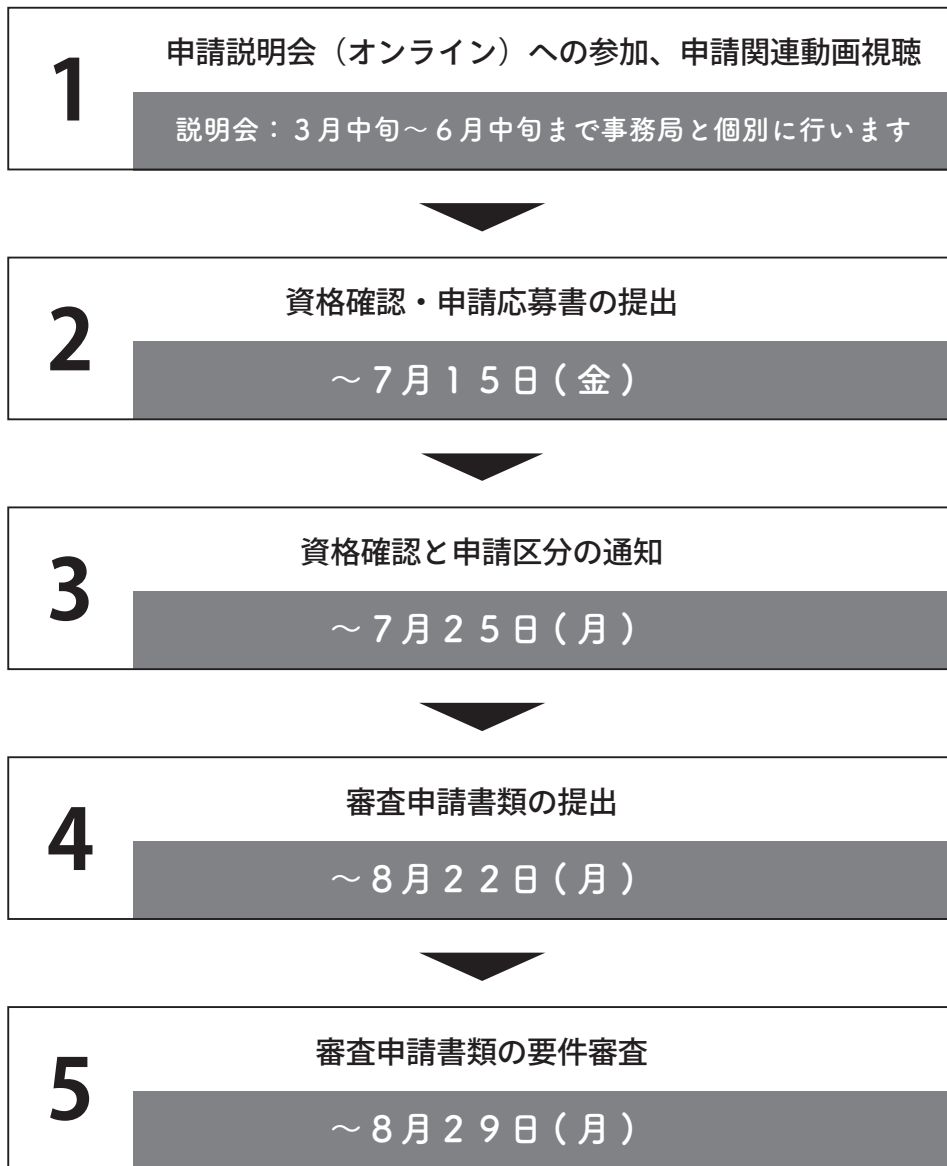 1
申請説明会（オンライン）への参加、申請関連動画視聴
説明会：３月中旬～６月中旬まで事務局と個別に行います
2
資格確認・申請応募書の提出
～７月１５日(金)
3
資格確認と申請区分の通知
～７月２５日(月)
4
審査申請書類の提出
～８月２２日(月)
5
審査申請書類の要件審査
～８月２９日(月)